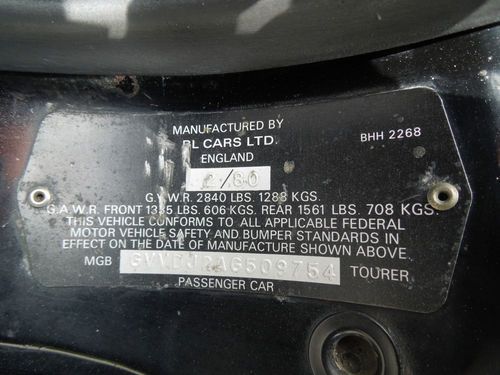 MANUFACTURED BY
BL CARS LTD. BHH 2268
ENGLAND
2/80
G.V.W.R. 2840 LBS. 1288 KGS.
G.A.W.R. FRONT 1335 LBS. 606 KGS. REAR 1561 LBS. 708 KGS.
THIS VEHICLE CONFORMS TO ALL APPLICABLE FEDERAL
MOTOR VEHICLE SAFETY AND BUMPER STANDARDS IN
EFFECT ON THE DATE OF MANUFACTURE SHOWN ABOVE.
MGB GVVDJ2AG509754 TOURER
PASSENGER CAR